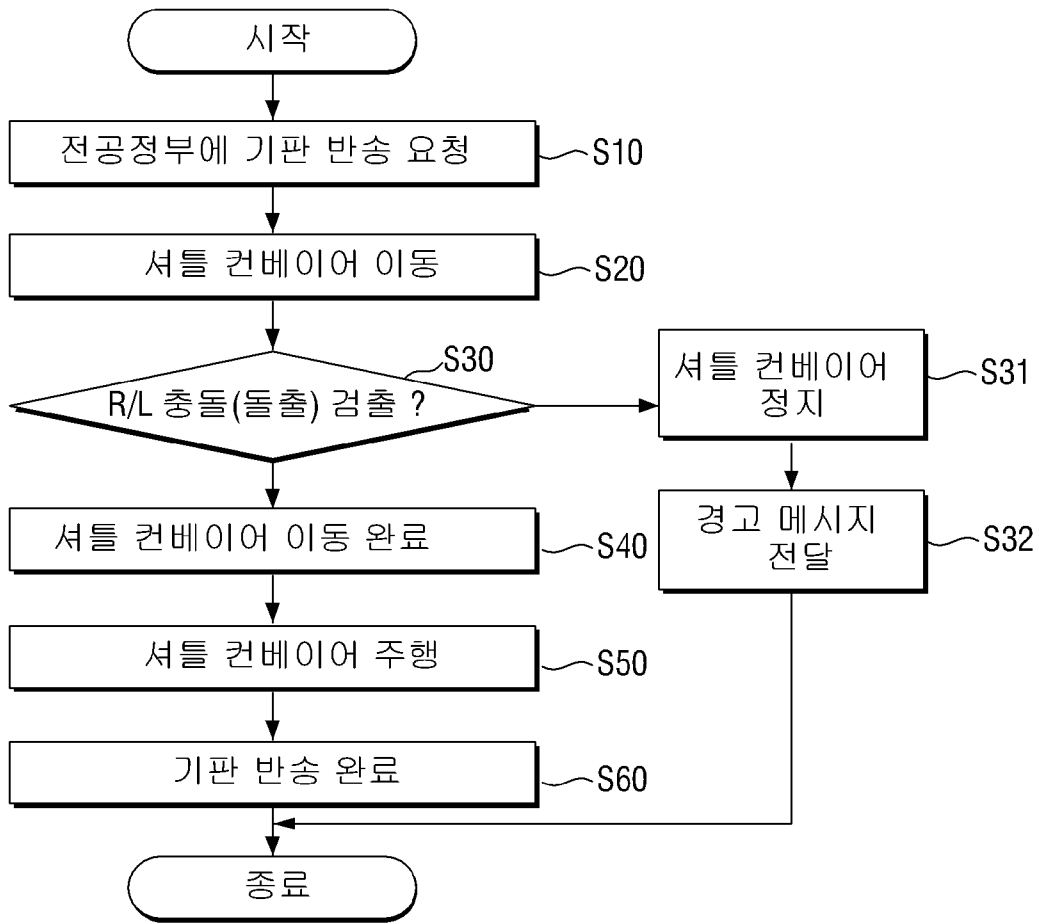 시작
전공정부에 기판 반송 요청
S10
셔틀 컨베이어 이동
S20
S30
R/L 충돌(돌출) 검출 ?
셔틀 컨베이어
정지
S31
경고 메시지
전달
S32
셔틀 컨베이어 이동 완료
S40
셔틀 컨베이어 주행
S50
기판 반송 완료
S60
종료